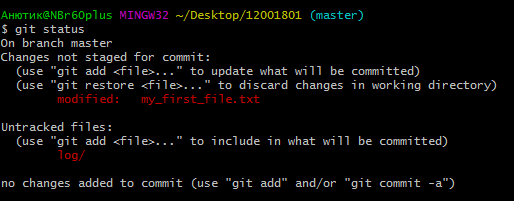 Анютик@NBr60plus MINGW32 ~/Desktop/12001801 (master)
$ git status
On branch master
Changes not staged for commit:
  (use "git add <file>..." to update what will be committed)
  (use "git restore <file>..." to discard changes in working directory)
        modified:   my_first_file.txt

Untracked files:
  (use "git add <file>..." to include in what will be committed)
        log/

no changes added to commit (use "git add" and/or "git commit -a")